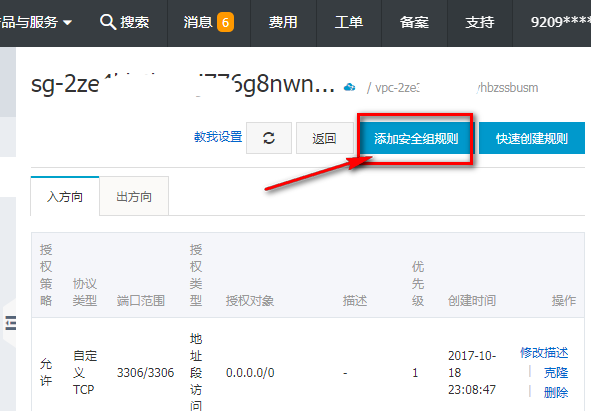 品与服务 搜索 消息 6 费用 工单 备案 支持 9209****
sg-2ze 776g8nwn... / vpc-2ze hbzssbusm
教我设置 返回 添加安全组规则 快速创建规则
入方向 出方向
授权策略 协议类型 端口范围 授权类型 授权对象 描述 优先级 创建时间 操作
允许 自定义 TCP 3306/3306 地址段访问 0.0.0.0/0 - 1 2017-10-18 23:08:47 修改描述
克隆
删除